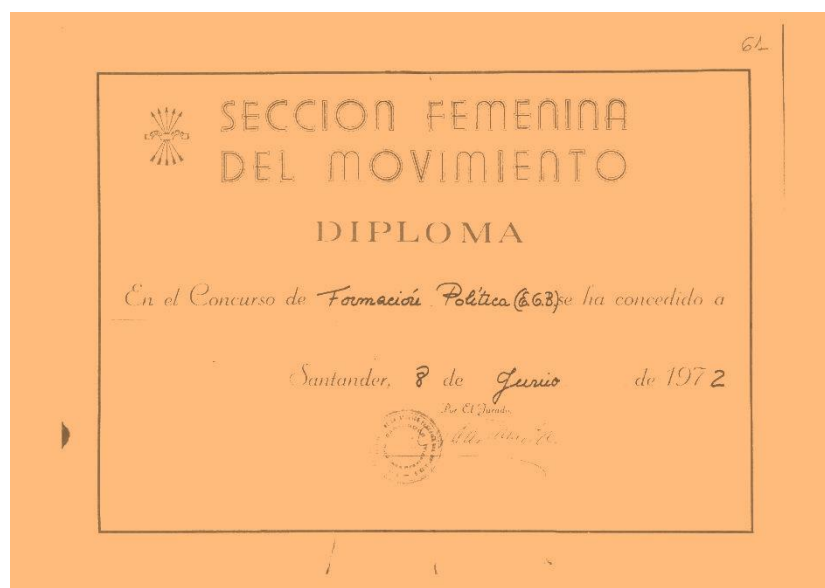 61
SECCION FEMENINA
DEL MOVIMIENTO
DIPLOMA
En el Concurso de Formación Política (E.G.B) se ha concedido a
Santander, 8 de Junio de 1972
Por El Jurado,